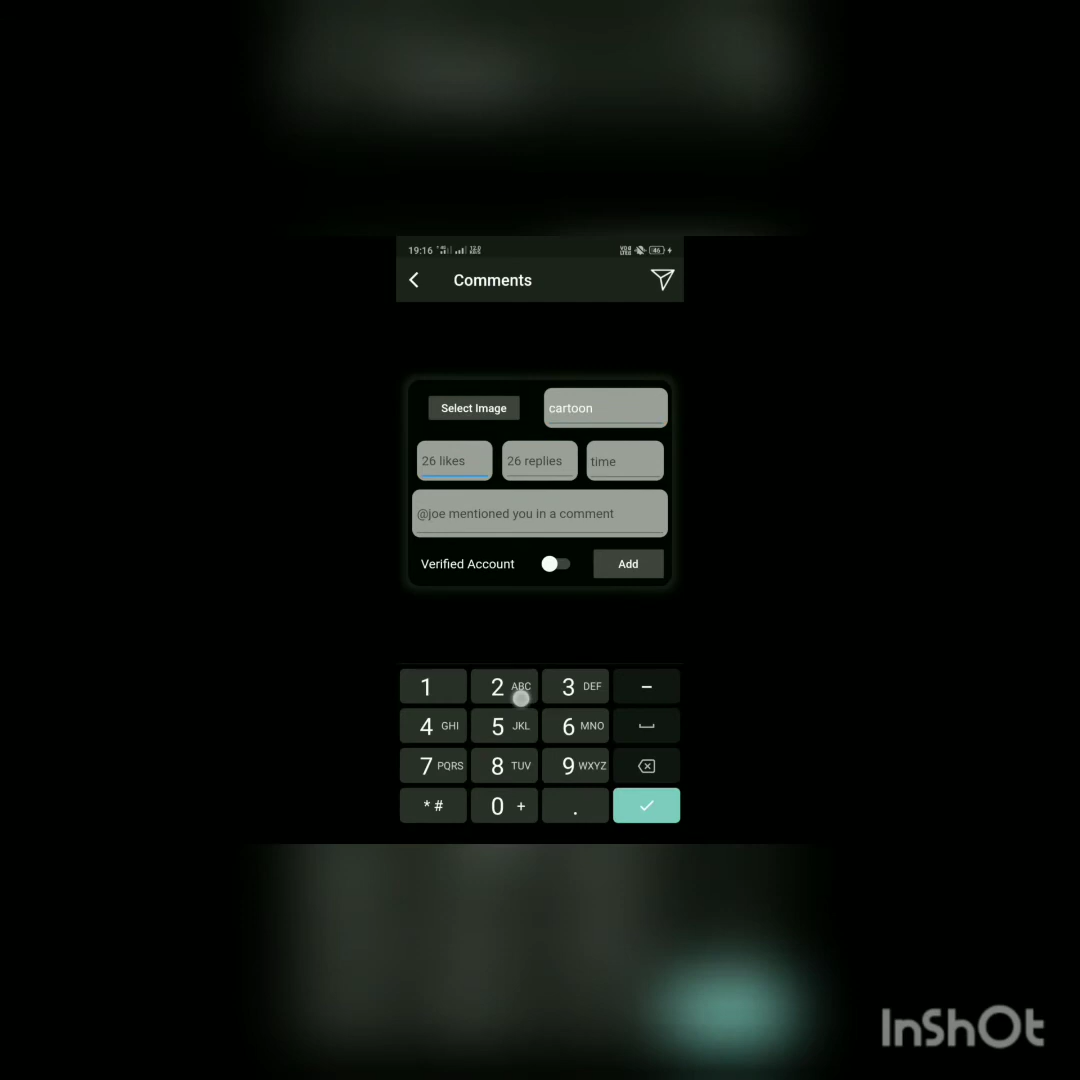 19:16
Comments
Select Image
cartoon
26 likes
26 replies
time
@joe mentioned you in a comment
Verified Account
Add
1
2 ABC
3 DEF
-
4 GHI
5 JKL
6 MNO
7 PQRS
8 TUV
9 WXYZ
* #
0 +
.
InShOt